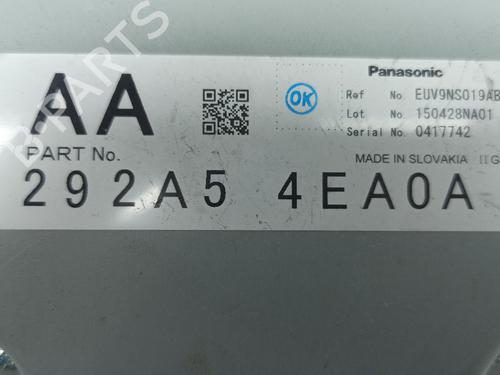 AA
OK
Panasonic
Ref No. EUV9NS019AB
Lot No. 150428NA01
Serial No. 0417742
PART No.
MADE IN SLOVAKIA
292A5 4EA0A
B-PARTS